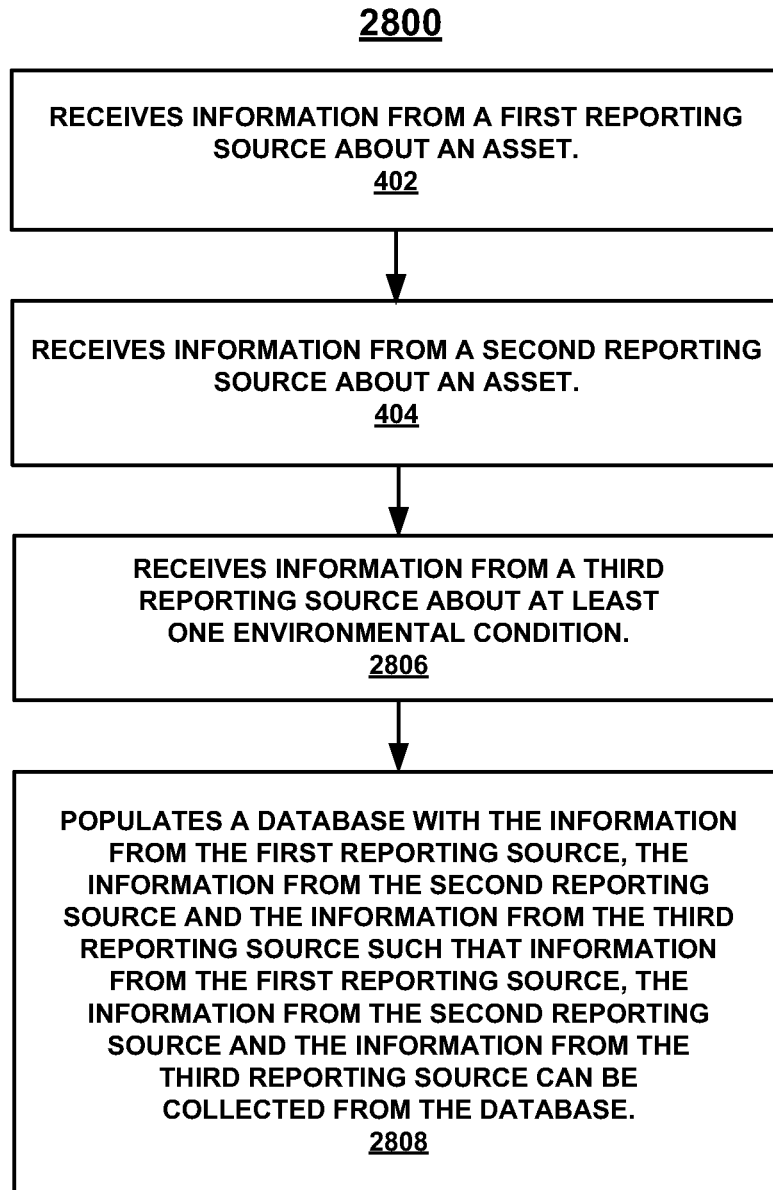 2800
RECEIVES INFORMATION FROM A FIRST REPORTING
SOURCE ABOUT AN ASSET.
402
RECEIVES INFORMATION FROM A SECOND REPORTING
SOURCE ABOUT AN ASSET.
404
RECEIVES INFORMATION FROM A THIRD
REPORTING SOURCE ABOUT AT LEAST
ONE ENVIRONMENTAL CONDITION.
2806
POPULATES A DATABASE WITH THE INFORMATION
FROM THE FIRST REPORTING SOURCE, THE
INFORMATION FROM THE SECOND REPORTING
SOURCE AND THE INFORMATION FROM THE THIRD
REPORTING SOURCE SUCH THAT INFORMATION
FROM THE FIRST REPORTING SOURCE, THE
INFORMATION FROM THE SECOND REPORTING
SOURCE AND THE INFORMATION FROM THE
THIRD REPORTING SOURCE CAN BE
COLLECTED FROM THE DATABASE.
2808